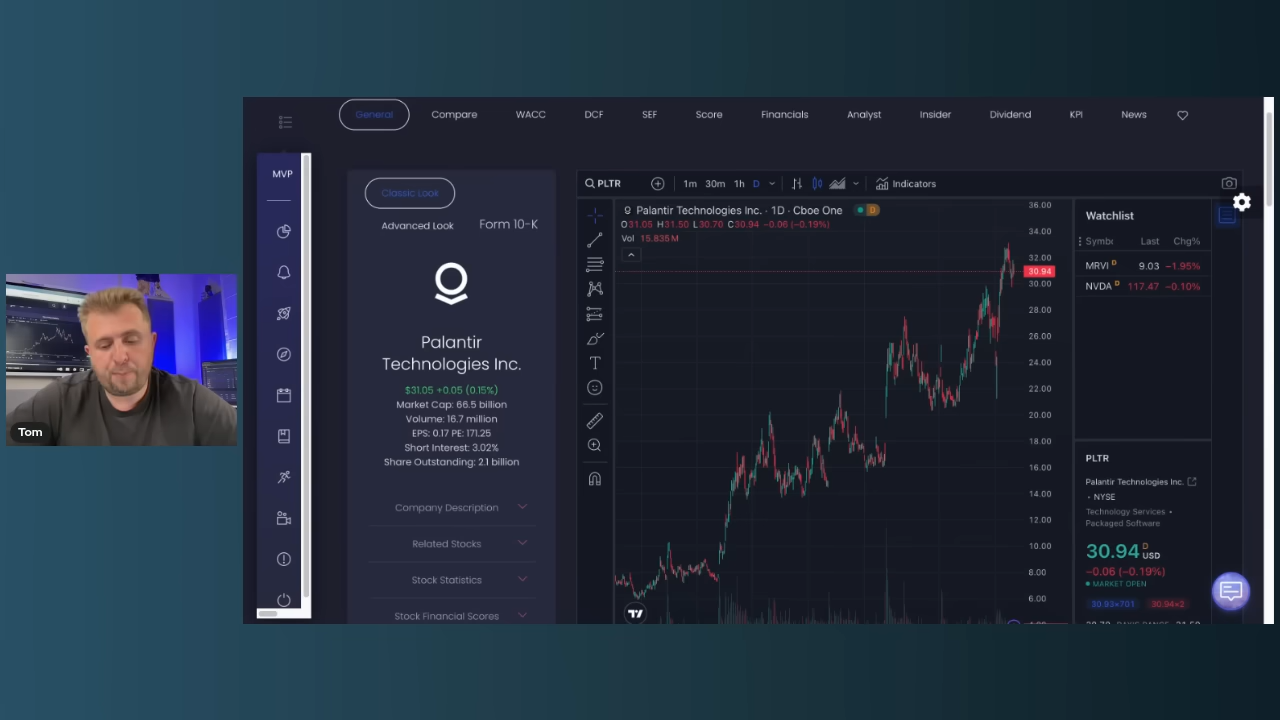 General Compare WACC DCF SEF Score Financials Analyst Insider Dividend KPI News
MVP
Tom
Classic Look
Advanced Look Form 10-K
Palantir
Technologies Inc.
$31.05 +0.05 (0.15%)
Market Cap: 66.5 billion
Volume: 16.7 million
EPS: 0.17 PE: 171.25
Short Interest: 3.02%
Share Outstanding: 2.1 billion
Company Description
Related Stocks
Stock Statistics
Stock Financial Scores
PLTR 1m 30m 1h D Indicators
Palantir Technologies Inc. · 1D · Cboe One D
O31.05 H31.50 L30.70 C30.94 −0.06 (−0.19%)
Vol 15.835M
36.00
34.00
32.00
30.94
30.00
28.00
26.00
24.00
22.00
20.00
18.00
16.00
14.00
12.00
10.00
8.00
6.00
Watchlist
Symbc Last Chg%
MRVI D 9.03 −1.95%
NVDA D 117.47 −0.10%
PLTR
Palantir Technologies Inc.
• NYSE
Technology Services •
Packaged Software
30.94 D USD
−0.06 (−0.19%)
MARKET OPEN
30.93×701 30.94×2